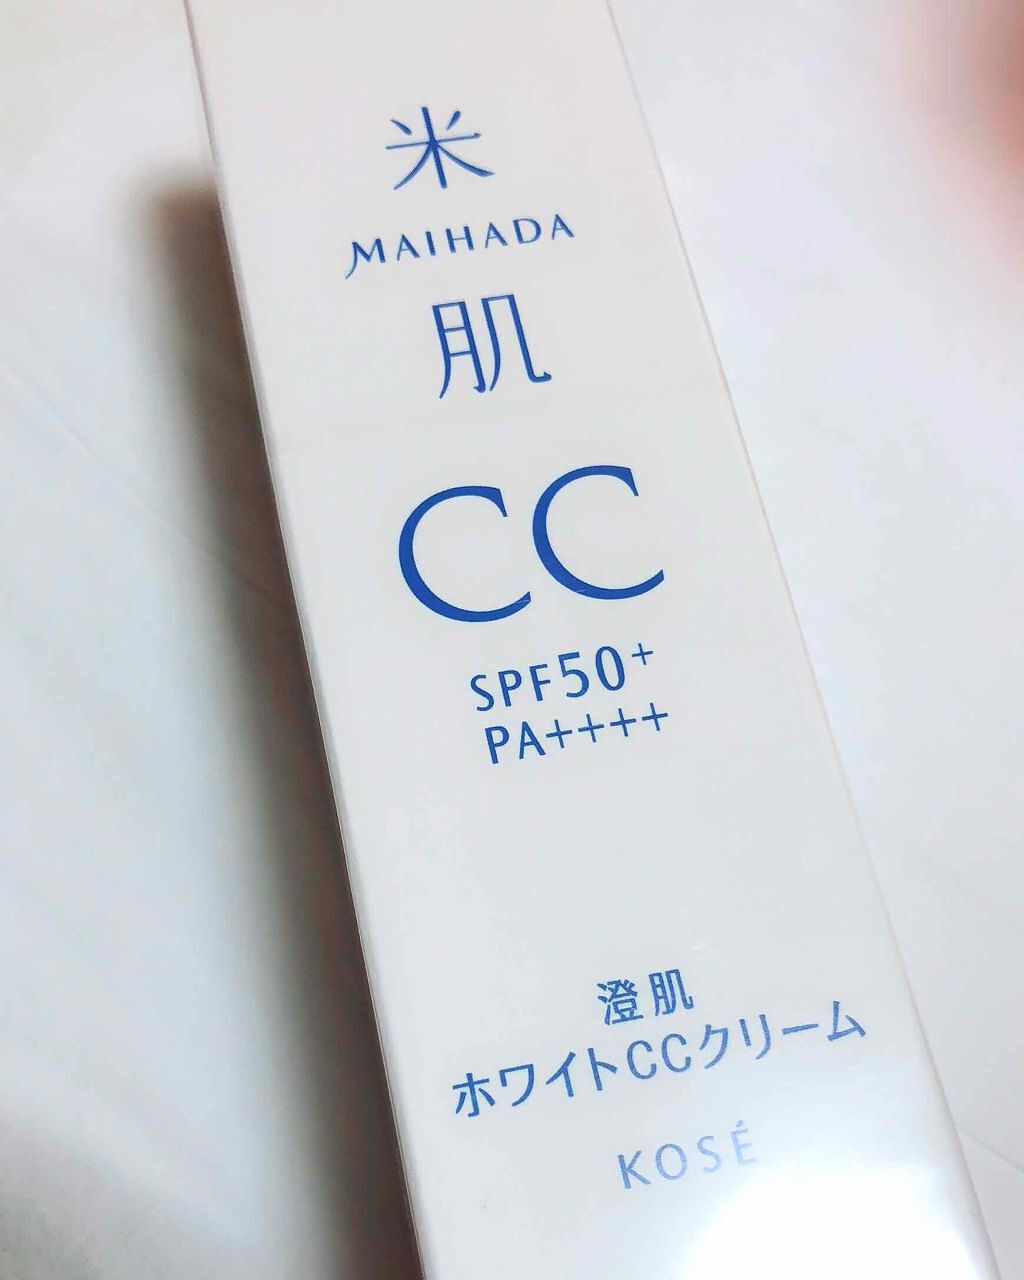 米
MAIHADA
肌
CC
SPF50+
PA++++
澄肌
ホワイトCCクリーム
KOSÉ